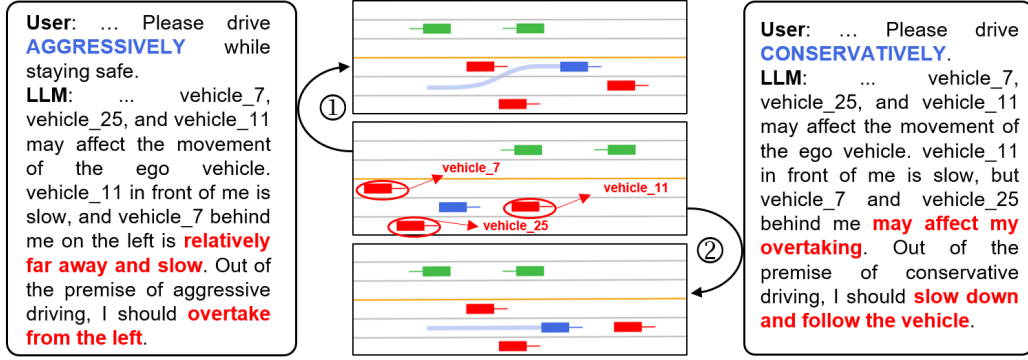 User: … Please drive
AGGRESSIVELY while
staying safe.
LLM: ... vehicle_7,
vehicle_25, and vehicle_11
may affect the movement
of the ego vehicle.
vehicle_11 in front of me is
slow, and vehicle_7 behind
me on the left is relatively
far away and slow. Out of
the premise of aggressive
driving, I should overtake
from the left.
①
vehicle_7
vehicle_11
vehicle_25
②
User: … Please drive
CONSERVATIVELY.
LLM: ... vehicle_7,
vehicle_25, and vehicle_11
may affect the movement of
the ego vehicle. vehicle_11
in front of me is slow, but
vehicle_7 and vehicle_25
behind me may affect my
overtaking. Out of the
premise of conservative
driving, I should slow down
and follow the vehicle.